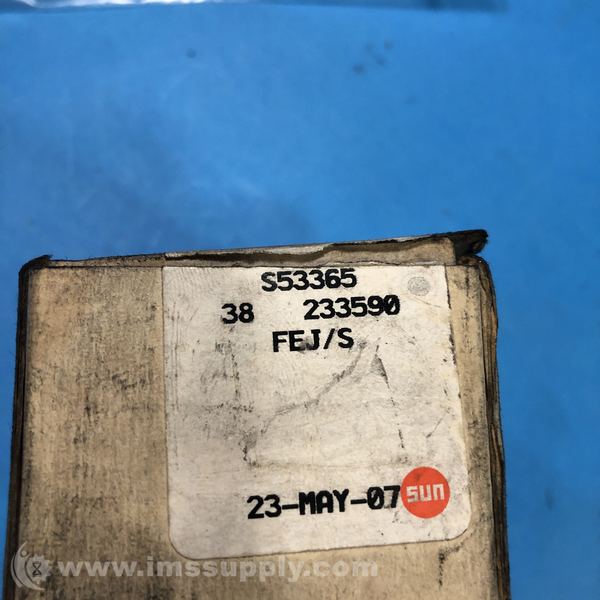 S53365
38 233590
FEJ/S
23-MAY-07 sun
www.imssupply.com